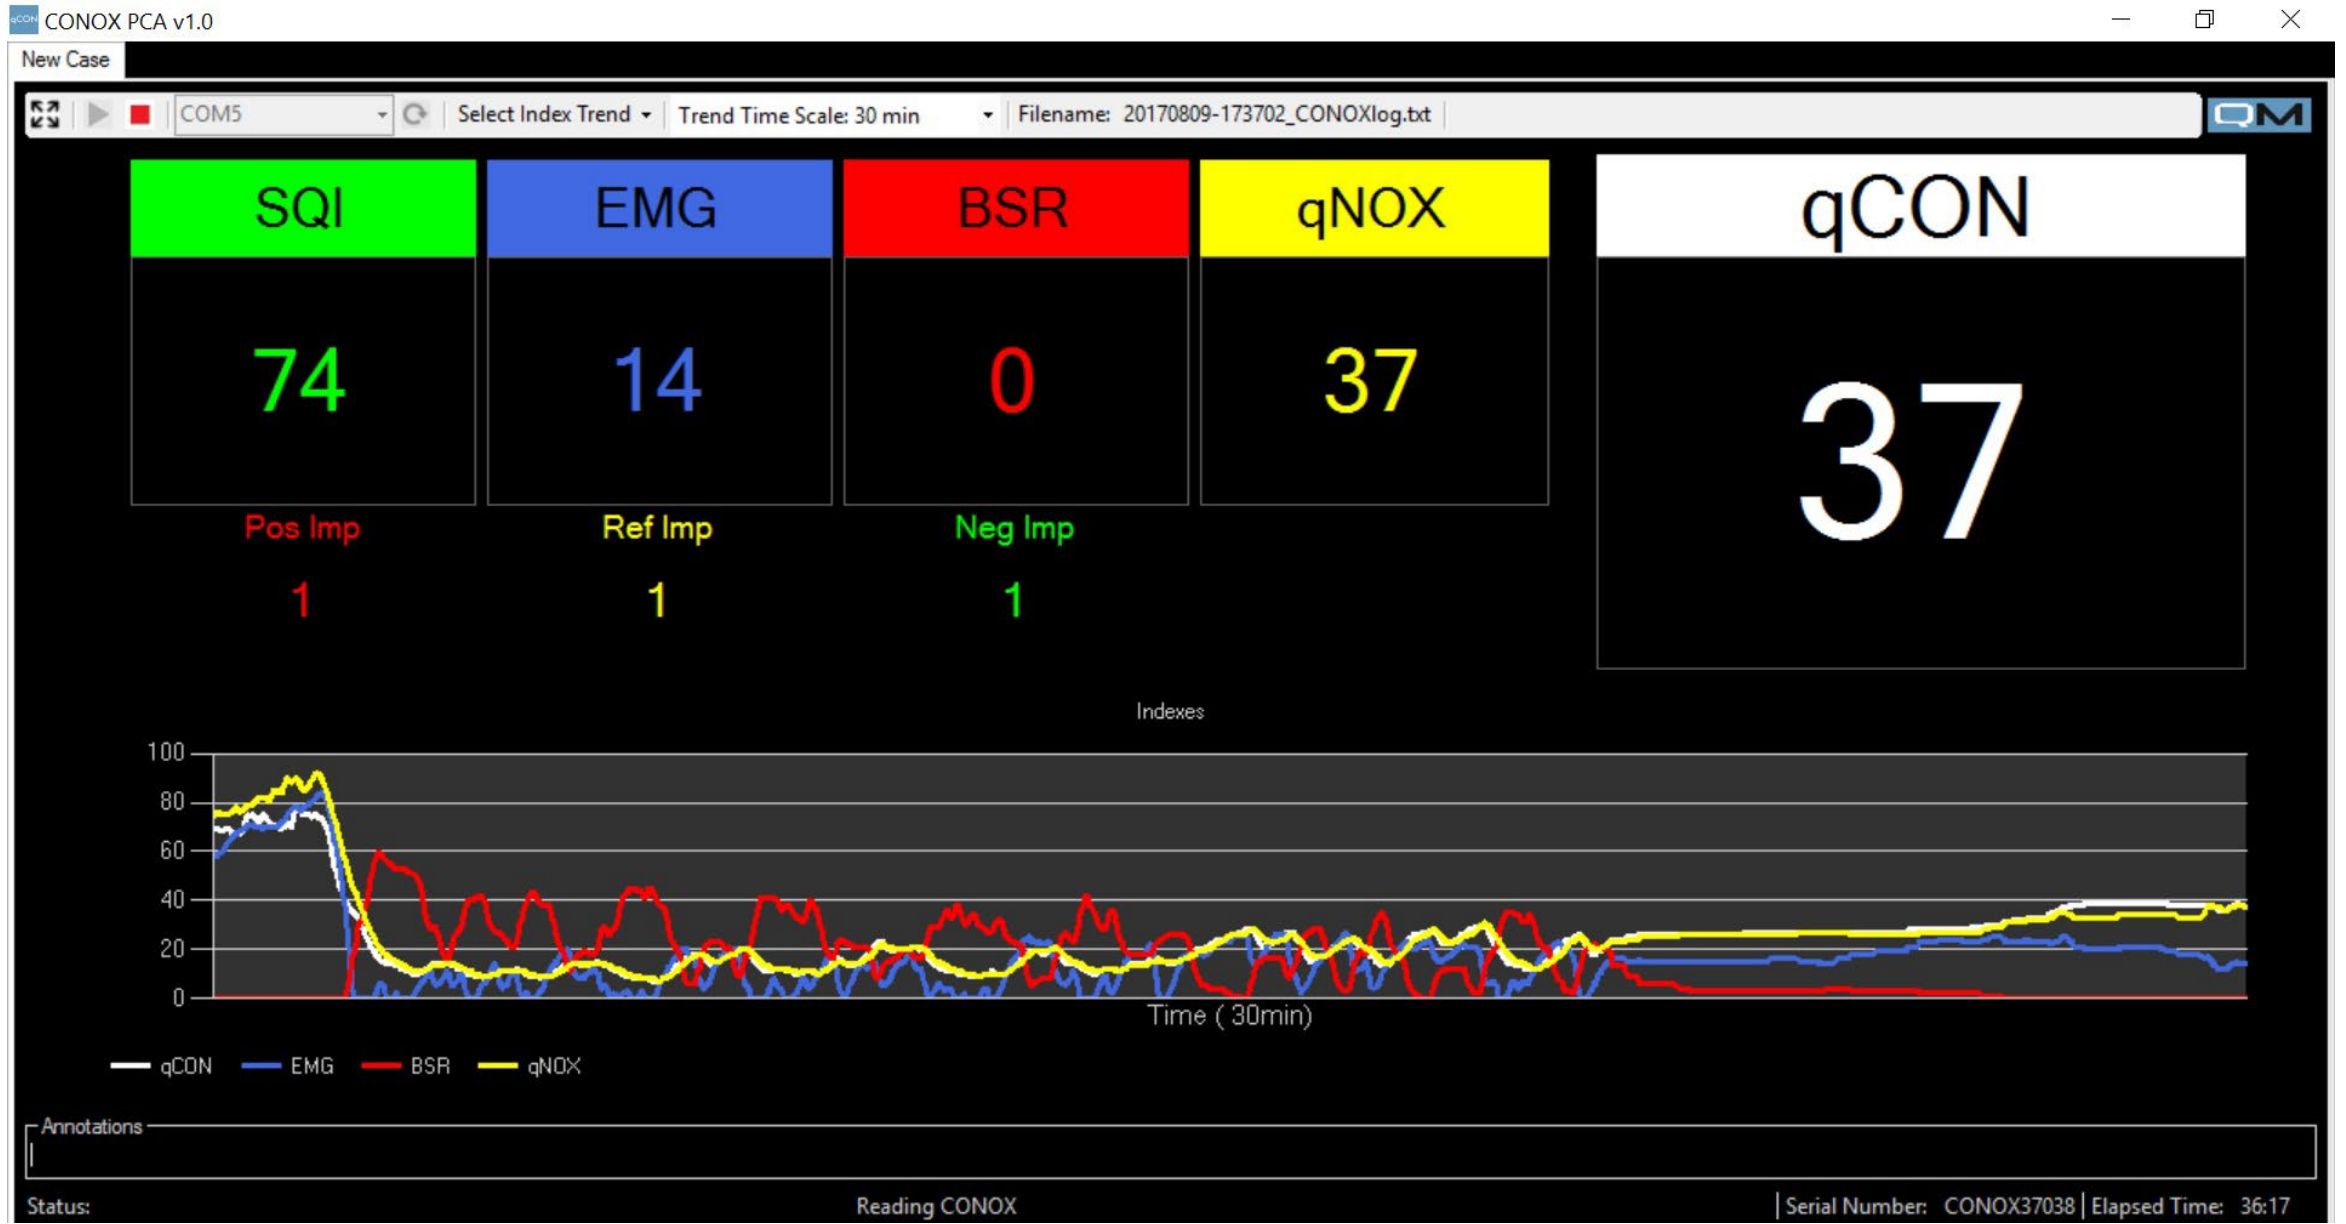 qCON CONOX PCA v1.0
New Case
COM5 Select Index Trend Trend Time Scale: 30 min Filename: 20170809-173702_CONOXlog.txt QM
SQI EMG BSR qNOX qCON
74 14 0 37 37
Pos Imp Ref Imp Neg Imp
1 1 1
Indexes
100
80
60
40
20
0
Time ( 30min)
qCON EMG BSR qNOX
Annotations
Status: Reading CONOX Serial Number: CONOX37038 Elapsed Time: 36:17